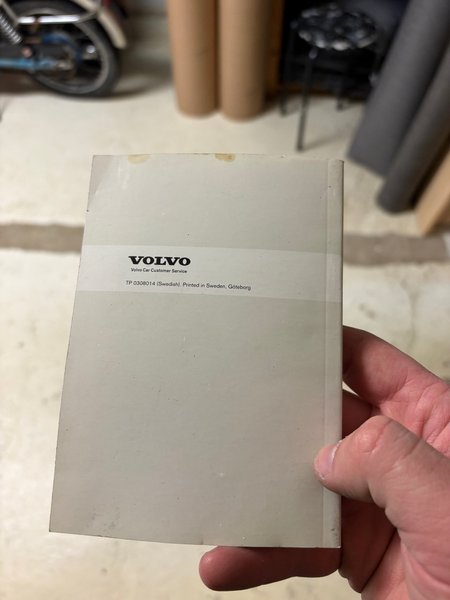 VOLVO
Volvo Car Customer Service
TP 0308014 (Swedish). Printed in Sweden, Göteborg